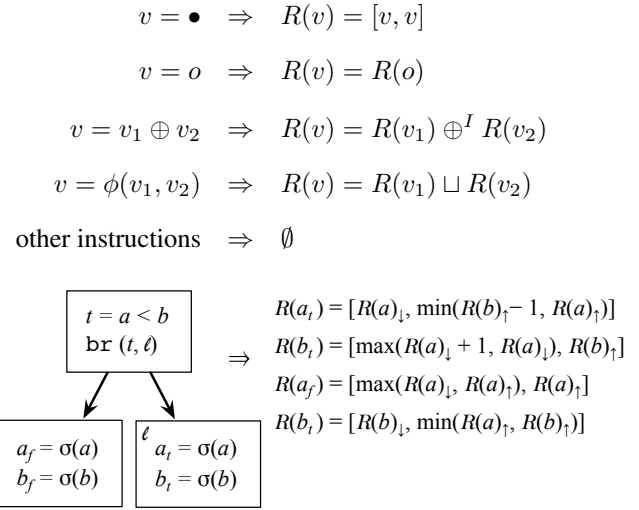 v = • ⇒ R(v) = [v, v]
v = o ⇒ R(v) = R(o)
v = v₁ ⊕ v₂ ⇒ R(v) = R(v₁) ⊕ᴵ R(v₂)
v = ϕ(v₁, v₂) ⇒ R(v) = R(v₁) ⊔ R(v₂)
other instructions ⇒ ∅
t = a < b
br (t, ℓ)
⇒
R(aₜ) = [R(a)↓, min(R(b)↑ − 1, R(a)↑)]
R(bₜ) = [max(R(a)↓ + 1, R(a)↓), R(b)↑]
R(a_f) = [max(R(a)↓, R(a)↑), R(a)↑]
R(bₜ) = [R(b)↓, min(R(a)↑, R(b)↑)]
a_f = σ(a)
b_f = σ(b)
ℓ aₜ = σ(a)
bₜ = σ(b)